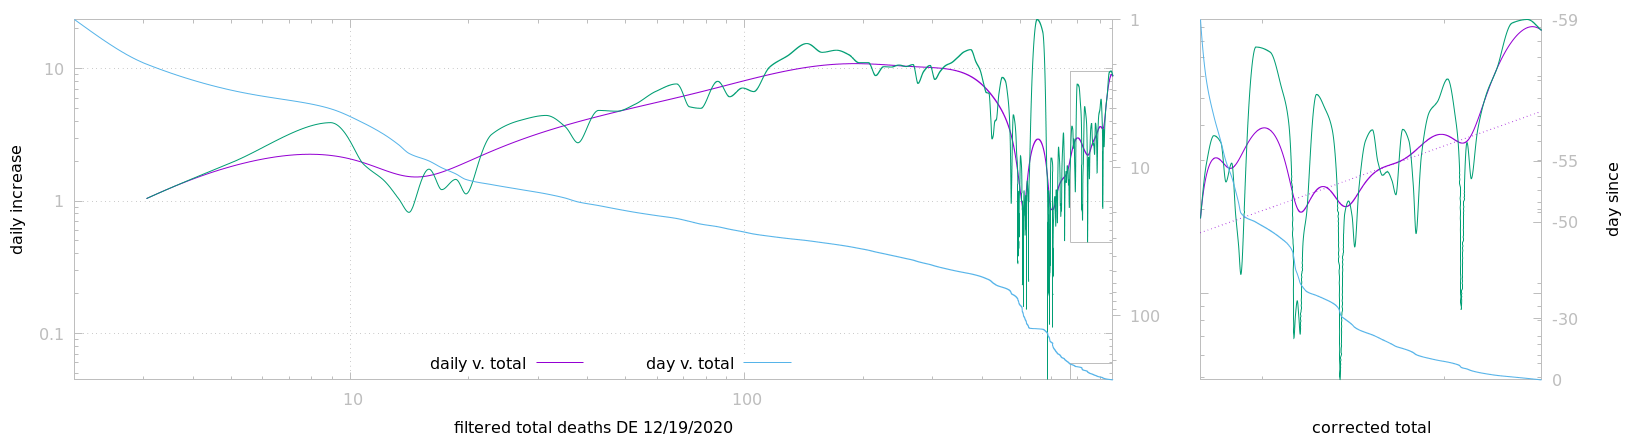 1
-59
10
daily increase
-55
10
day since
1
-50
100
-30
0.1
daily v. total
day v. total
0
10
100
filtered total deaths DE 12/19/2020
corrected total